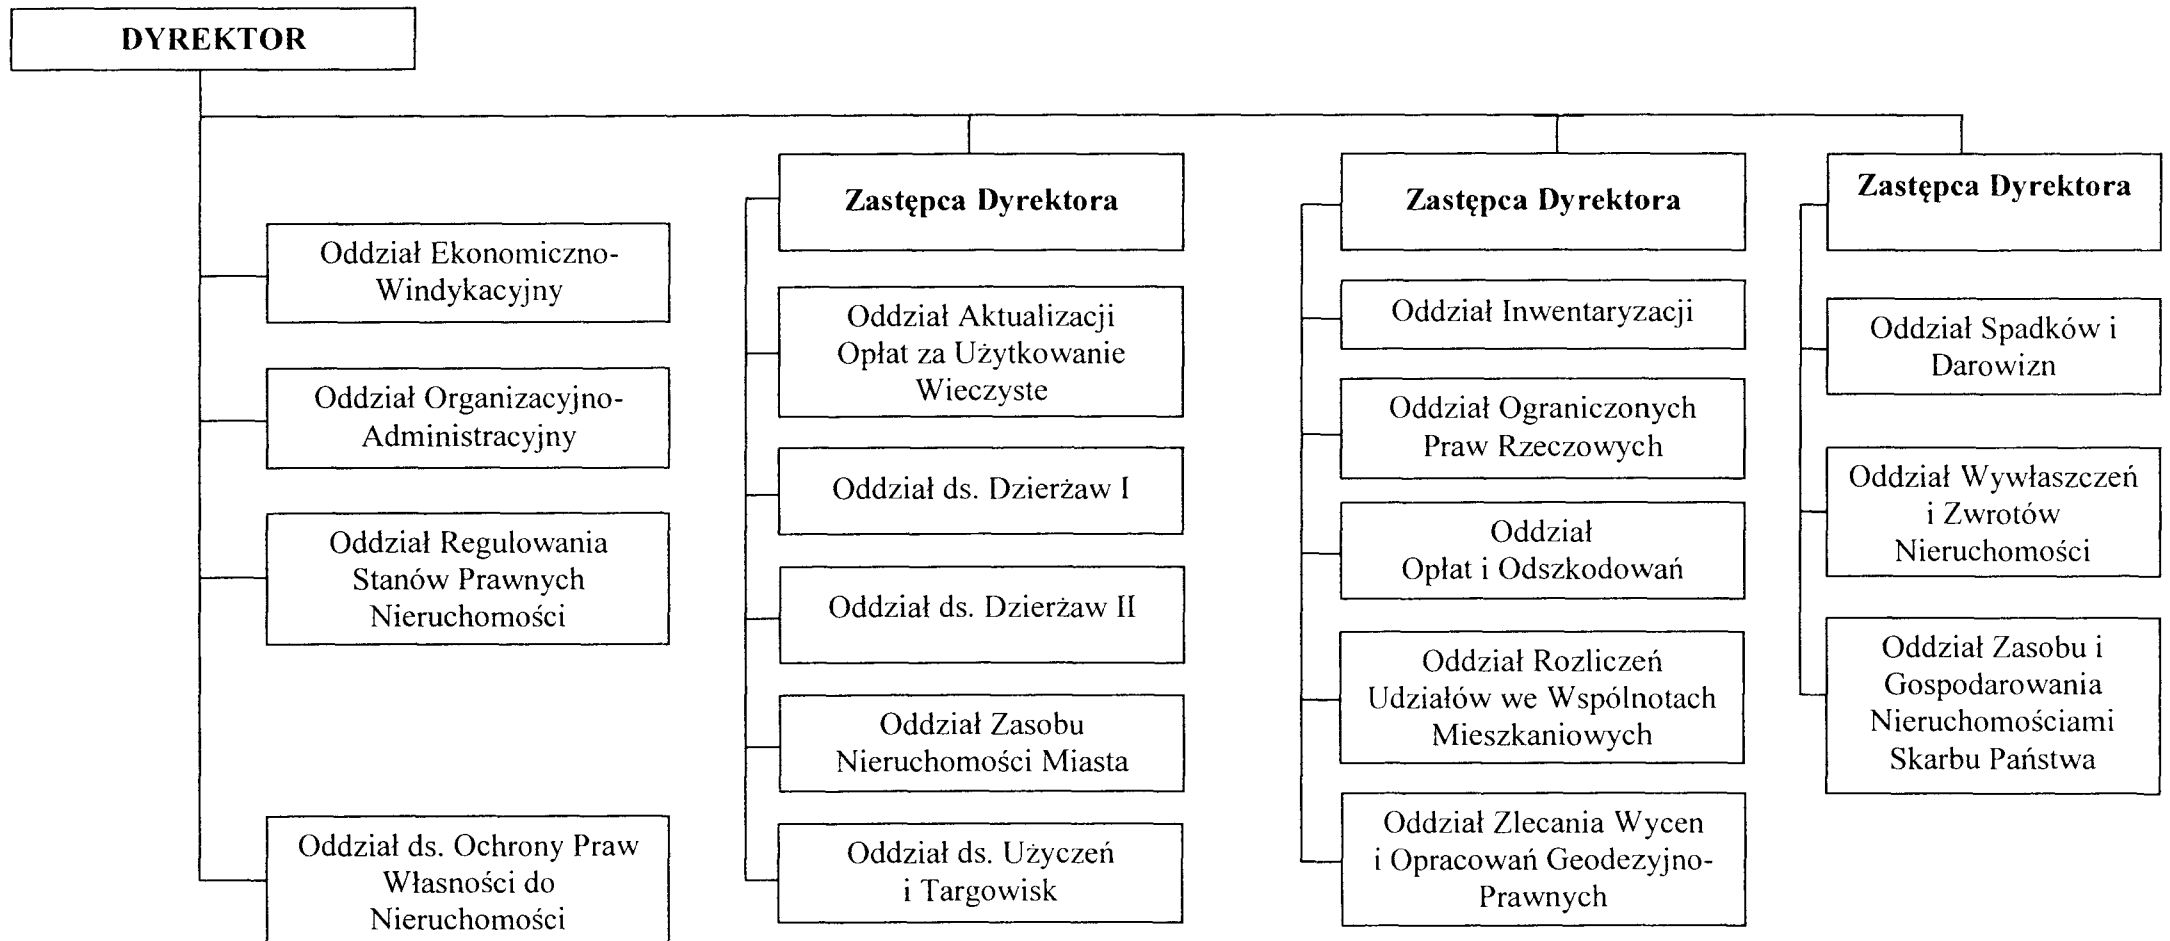 DYREKTOR
Oddział Ekonomiczno-
Windykacyjny
Oddział Organizacyjno-
Administracyjny
Oddział Regulowania
Stanów Prawnych
Nieruchomości
Oddział ds. Ochrony Praw
Własności do
Nieruchomości
Zastępca Dyrektora
Oddział Aktualizacji
Opłat za Użytkowanie
Wieczyste
Oddział ds. Dzierżaw I
Oddział ds. Dzierżaw II
Oddział Zasobu
Nieruchomości Miasta
Oddział ds. Użyczeń
i Targowisk
Zastępca Dyrektora
Oddział Inwentaryzacji
Oddział Ograniczonych
Praw Rzeczowych
Oddział
Opłat i Odszkodowań
Oddział Rozliczeń
Udziałów we Wspólnotach
Mieszkaniowych
Oddział Zlecania Wycen
i Opracowań Geodezyjno-
Prawnych
Zastępca Dyrektora
Oddział Spadków i
Darowizn
Oddział Wywłaszczeń
i Zwrotów
Nieruchomości
Oddział Zasobu i
Gospodarowania
Nieruchomościami
Skarbu Państwa